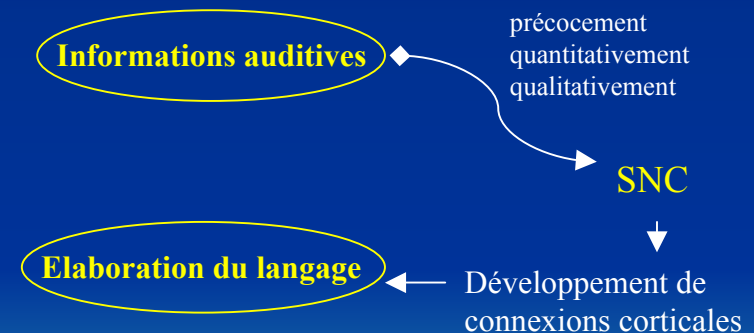 Informations auditives
précocement
quantitativement
qualitativement
SNC
Elaboration du langage
Développement de
connexions corticales